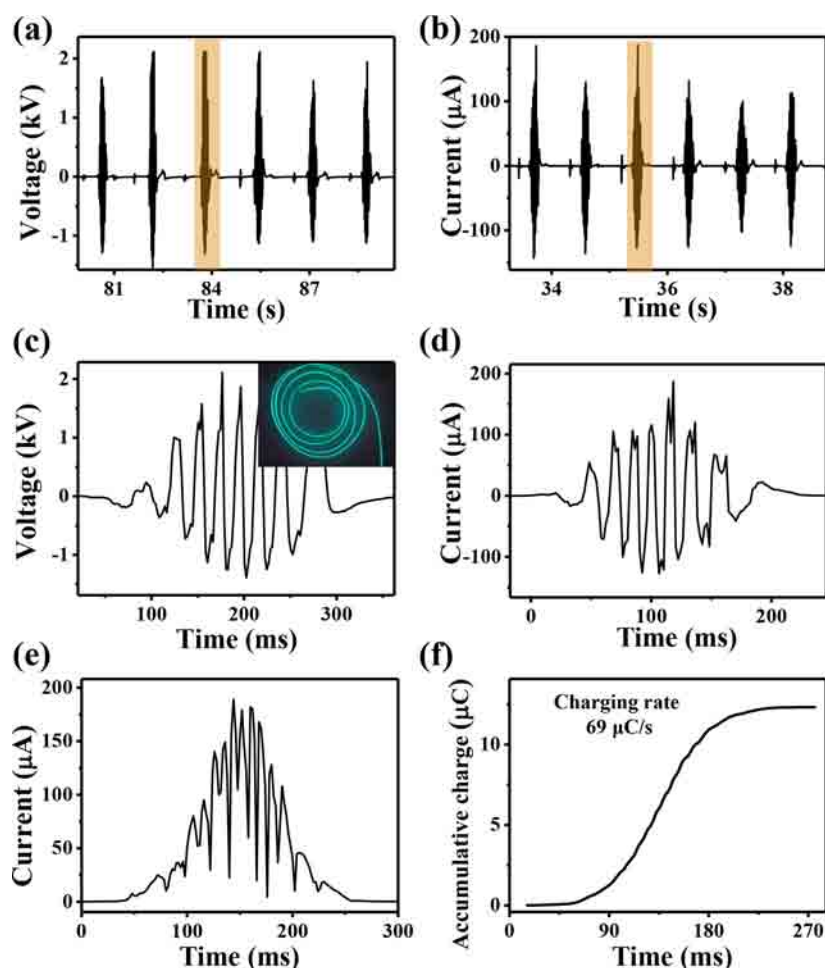 (a)
Voltage (kV)
2
1
0
-1
81
84
87
Time (s)
(b)
Current (μA)
200
100
0
-100
34
36
38
Time (s)
(c)
Voltage (kV)
2
1
0
-1
100
200
300
Time (ms)
(d)
Current (μA)
200
100
0
-100
0
100
200
Time (ms)
(e)
Current (μA)
200
150
100
50
0
0
100
200
300
Time (ms)
(f)
Accumulative charge (μC)
10
5
0
Charging rate
69 μC/s
0
90
180
270
Time (ms)